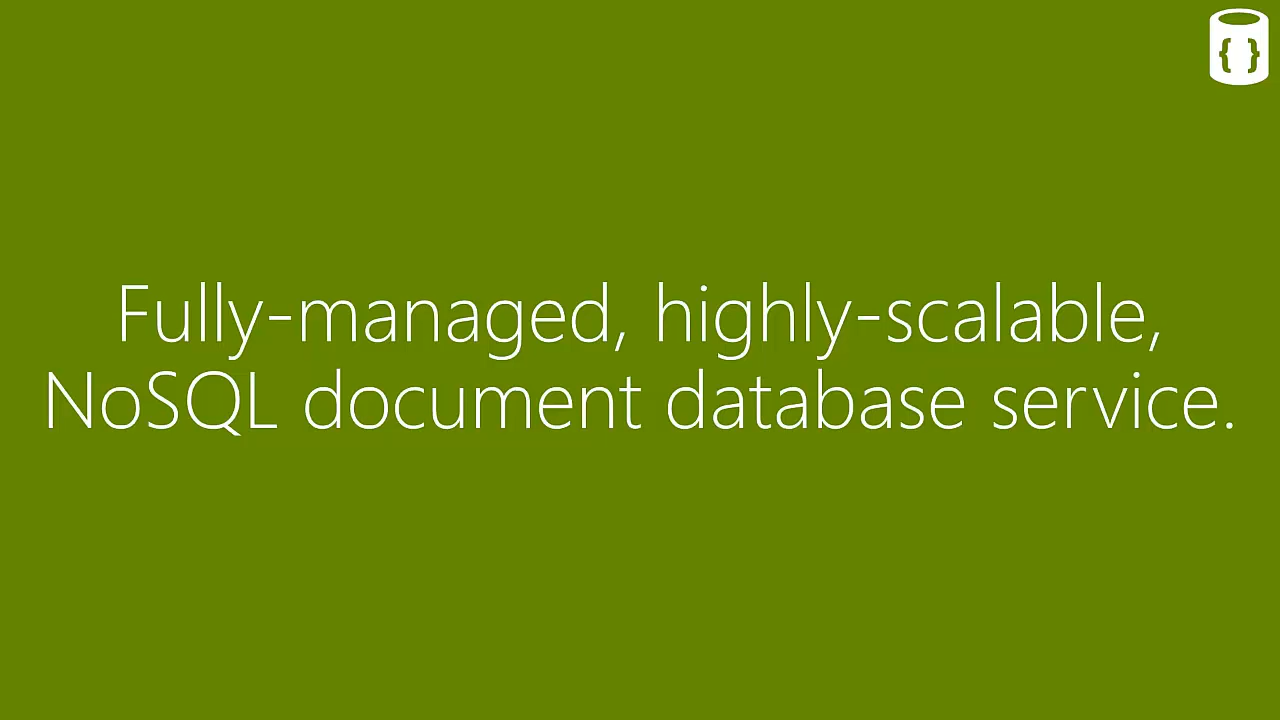 { }
Fully-managed, highly-scalable,
NoSQL document database service.